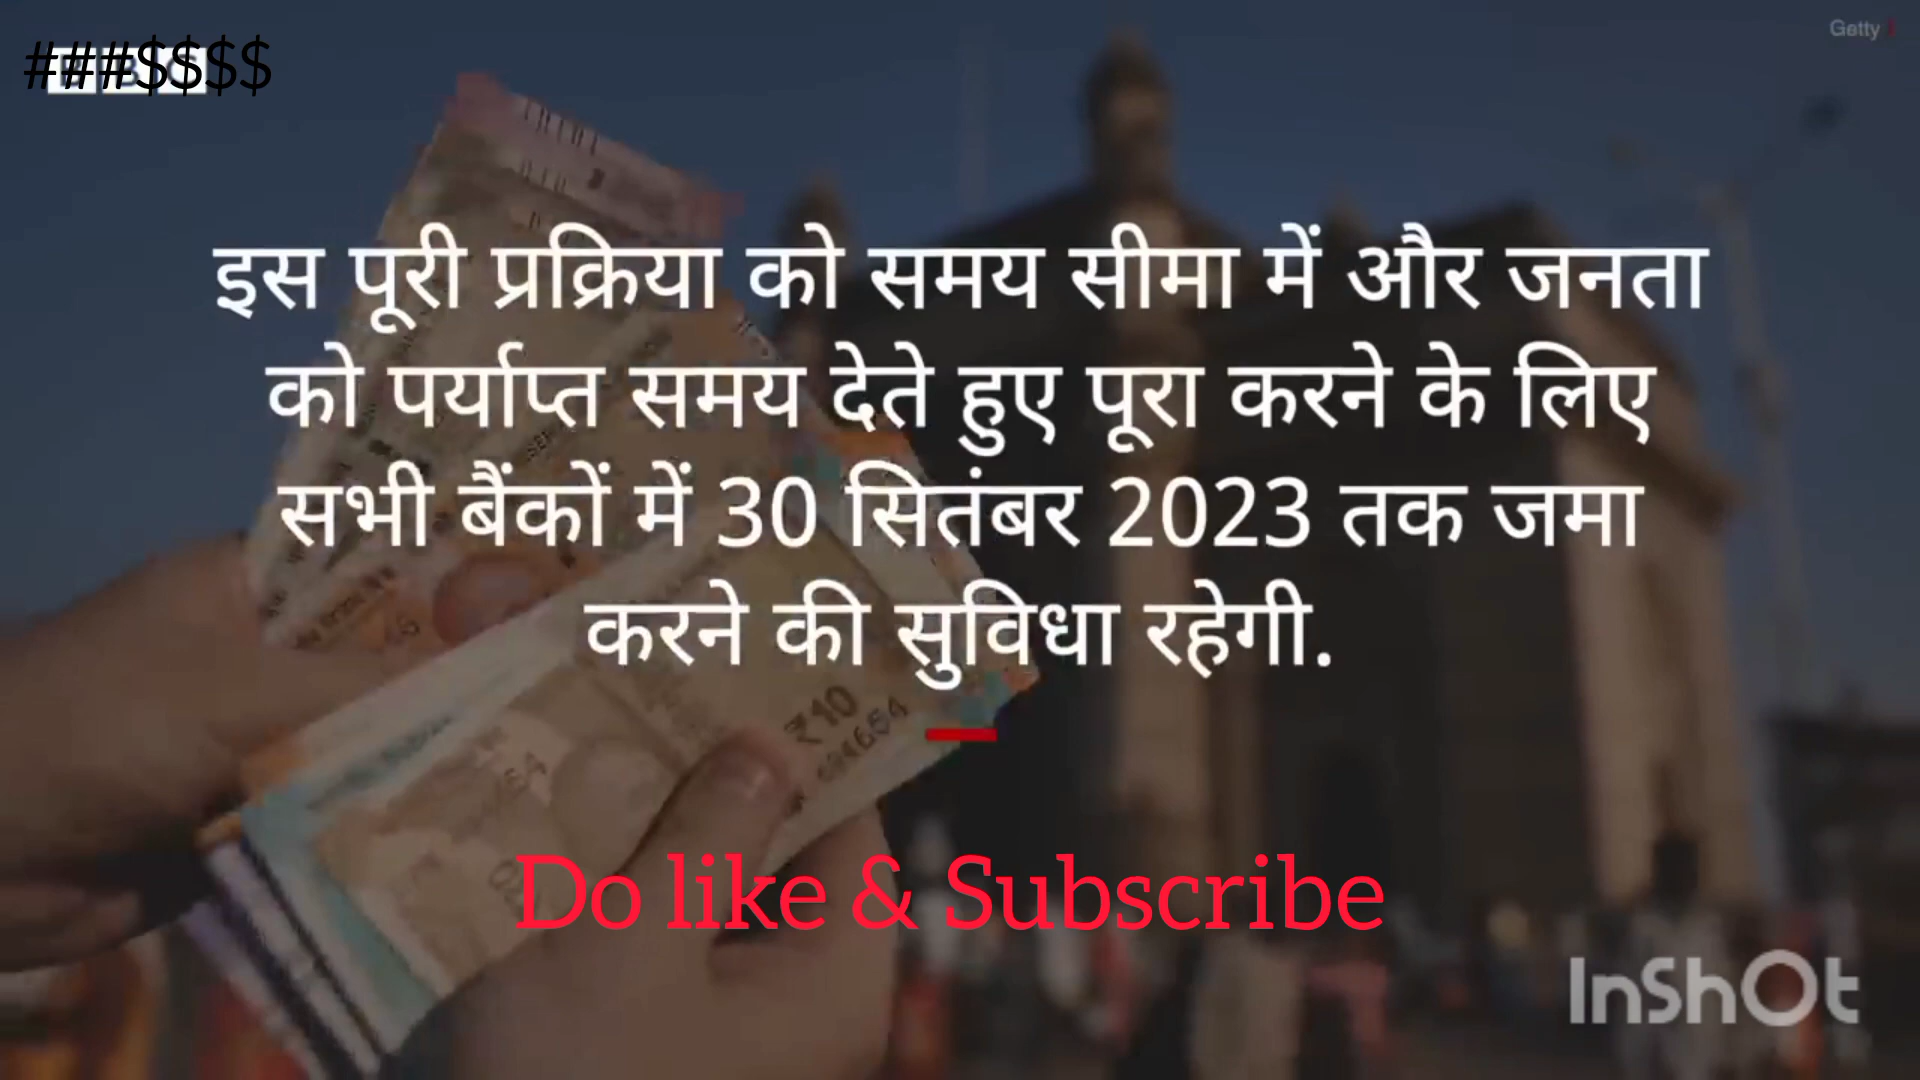 ###$$$$
Getty
इस पूरी प्रक्रिया को समय सीमा में और जनता
को पर्याप्त समय देते हुए पूरा करने के लिए
सभी बैंकों में 30 सितंबर 2023 तक जमा
करने की सुविधा रहेगी.
₹10
Do like & Subscribe
InShOt